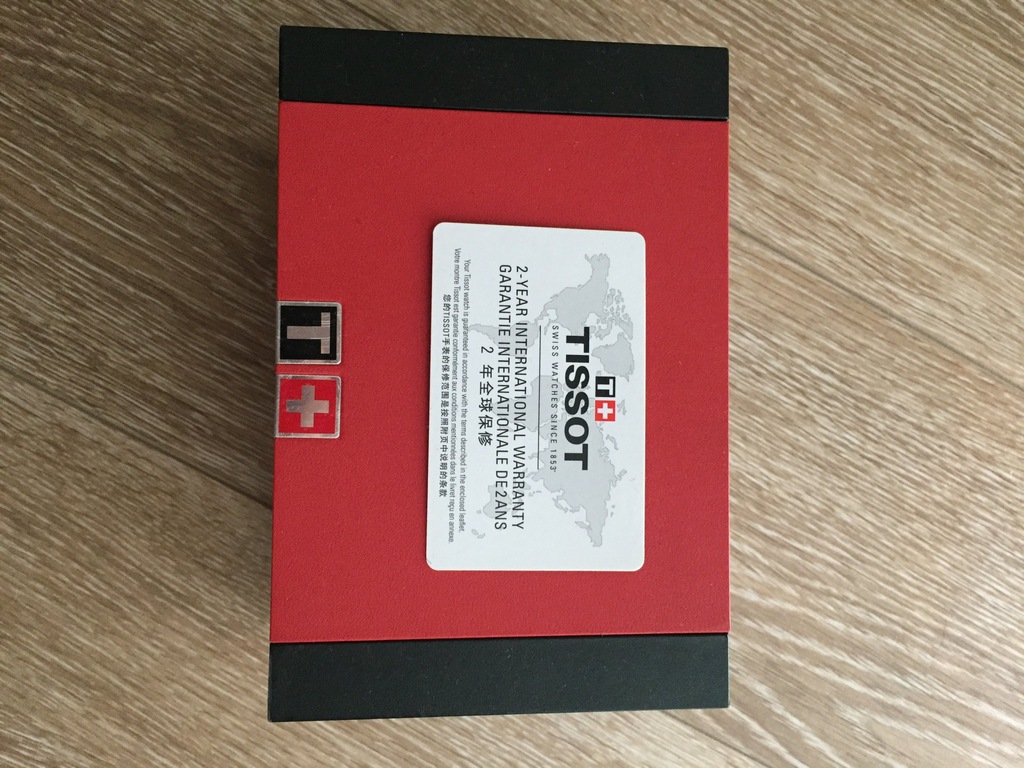 T+
TISSOT
SWISS WATCHES SINCE 1853
2-YEAR INTERNATIONAL WARRANTY
GARANTIE INTERNATIONALE DE 2 ANS
2 年全球保修
Your Tissot watch is guaranteed in accordance with the terms described in the enclosed leaflet.
Votre montre Tissot est garantie conformément aux conditions mentionnées dans le livret reçu en annexe.
您的TISSOT手表的保修范围是按照附页中说明的条款
T+